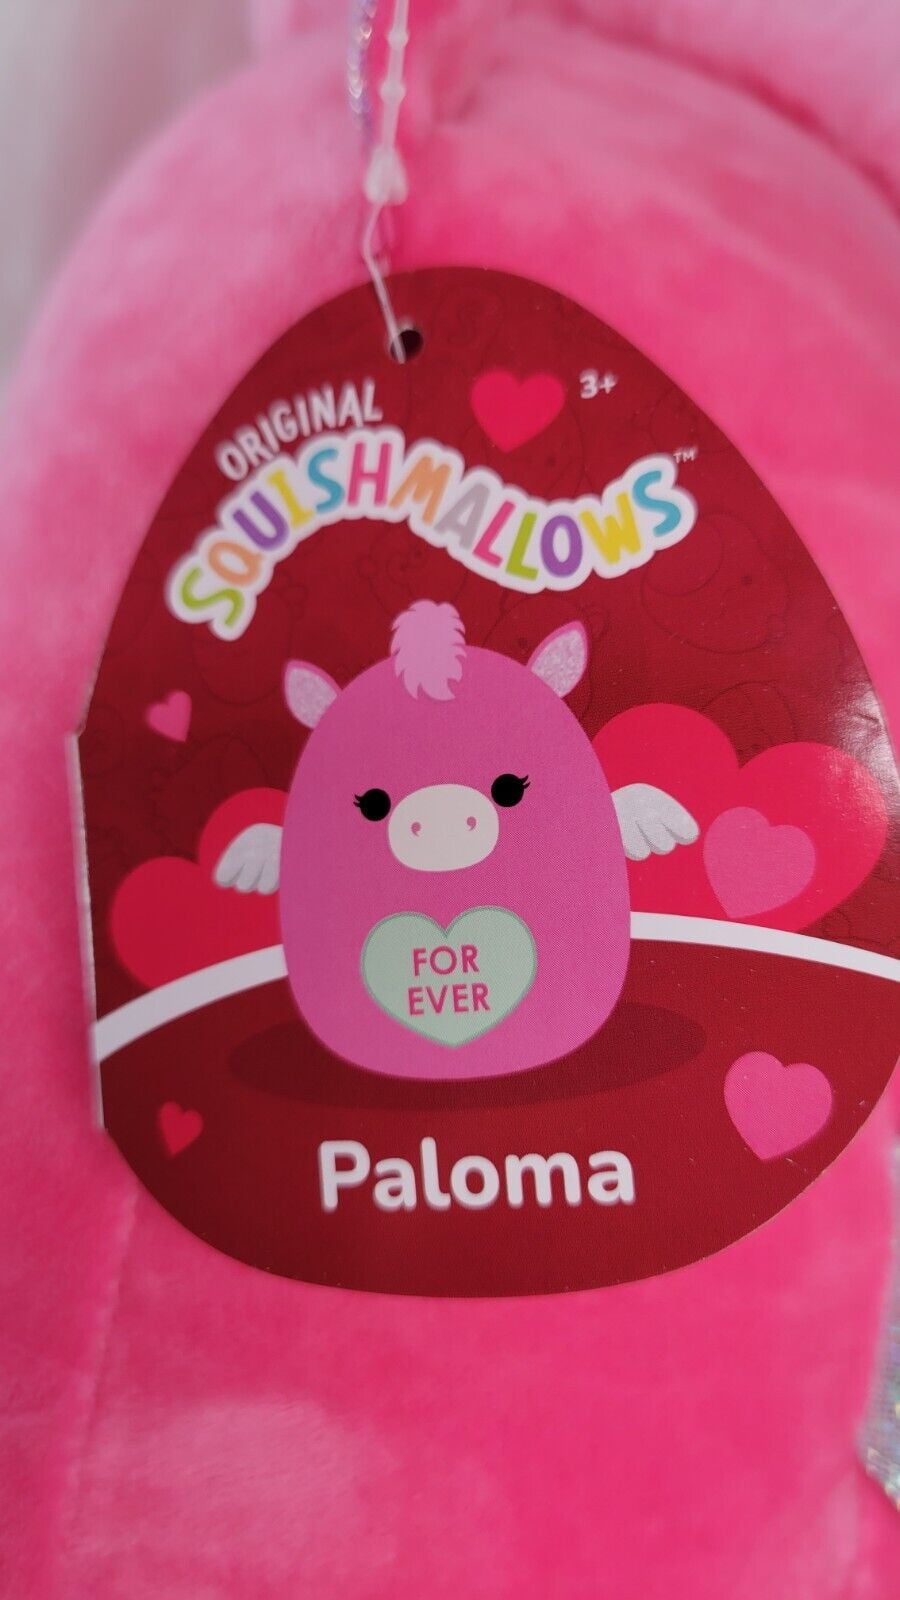 ORIGINAL
3+
SQUISHMALLOWS™
FOR
EVER
Paloma